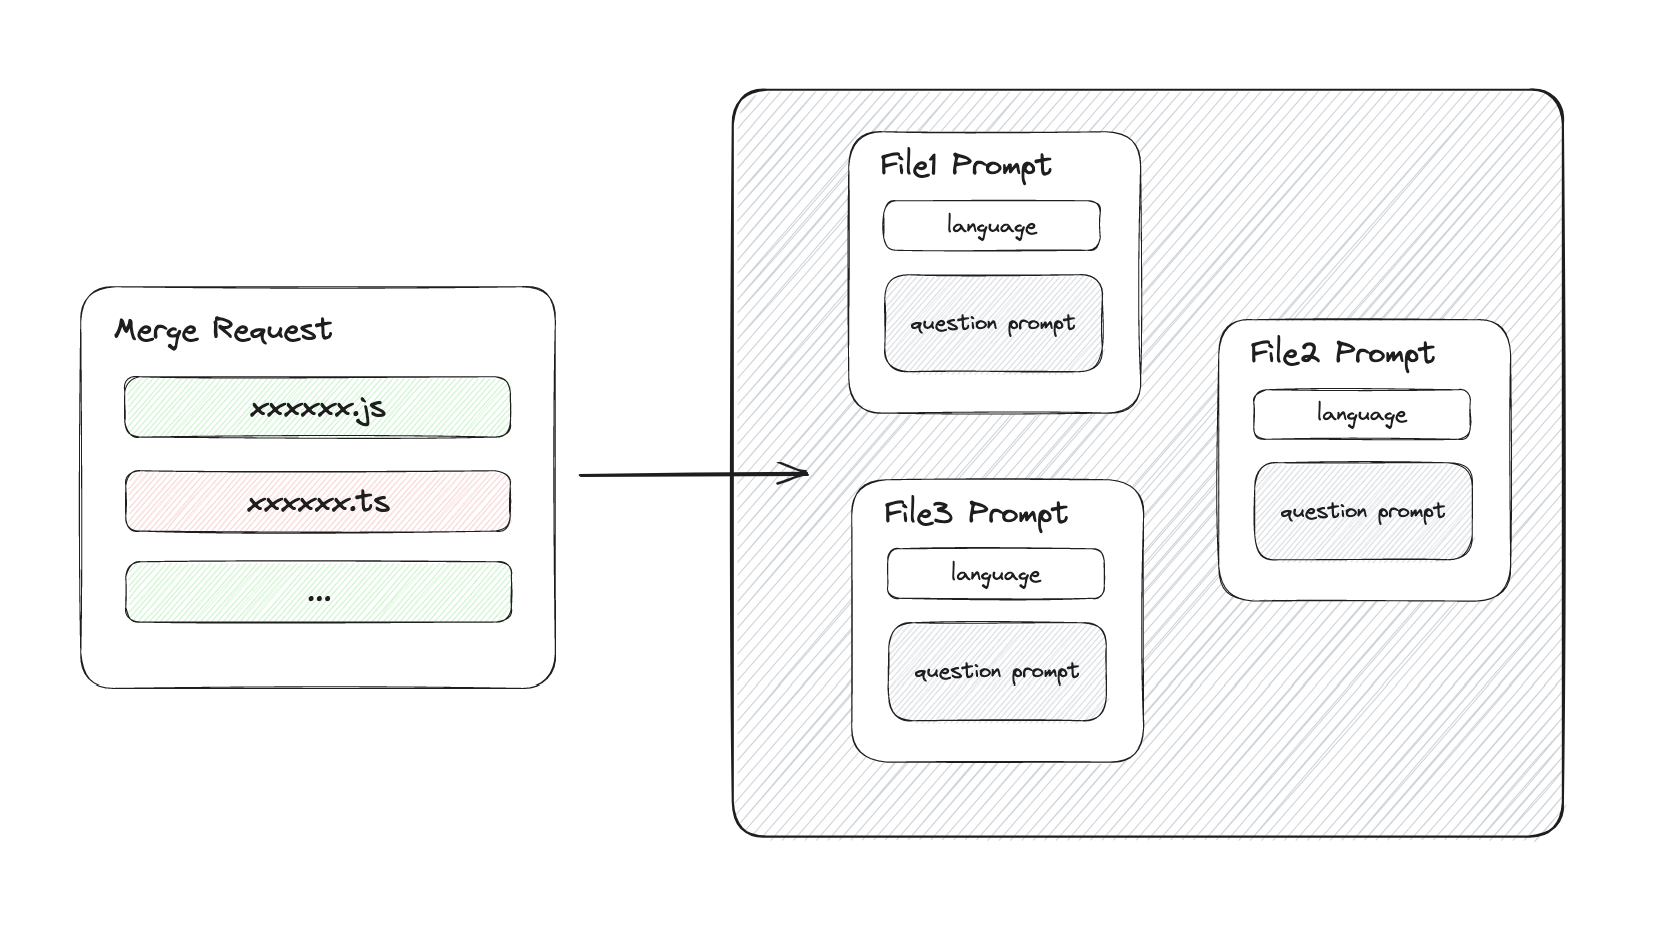 Merge Request
xxxxxx.js
xxxxxx.ts
...
File1 Prompt
language
question prompt
File2 Prompt
language
question prompt
File3 Prompt
language
question prompt